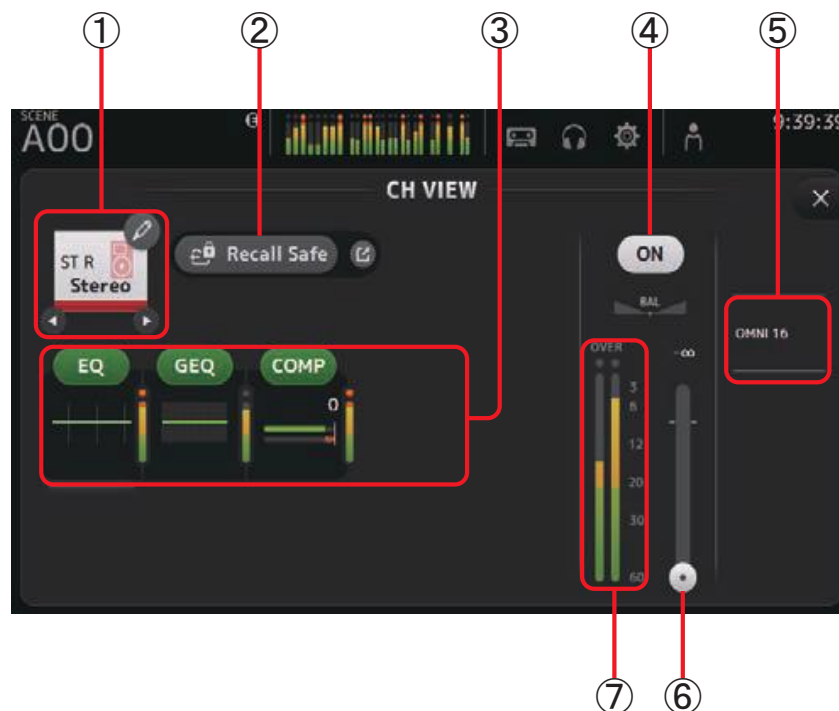 ① ② ③ ④ ⑤
SCENE
A00
9:39:39
CH VIEW
ST R
Stereo
Recall Safe
ON
BAL
OMNI 16
EQ GEQ COMP
0
OVER
-∞
3
6
12
20
30
60
⑦ ⑥